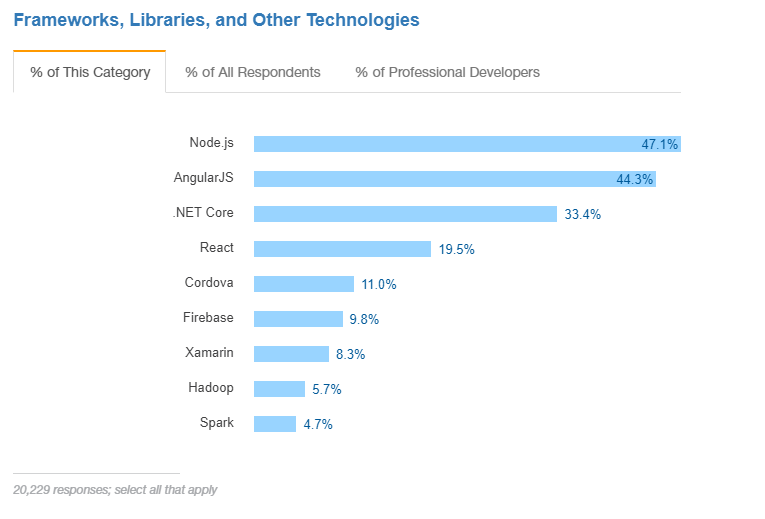 Frameworks, Libraries, and Other Technologies
% of This Category % of All Respondents % of Professional Developers
Node.js 47.1%
AngularJS 44.3%
.NET Core 33.4%
React 19.5%
Cordova 11.0%
Firebase 9.8%
Xamarin 8.3%
Hadoop 5.7%
Spark 4.7%
20,229 responses; select all that apply